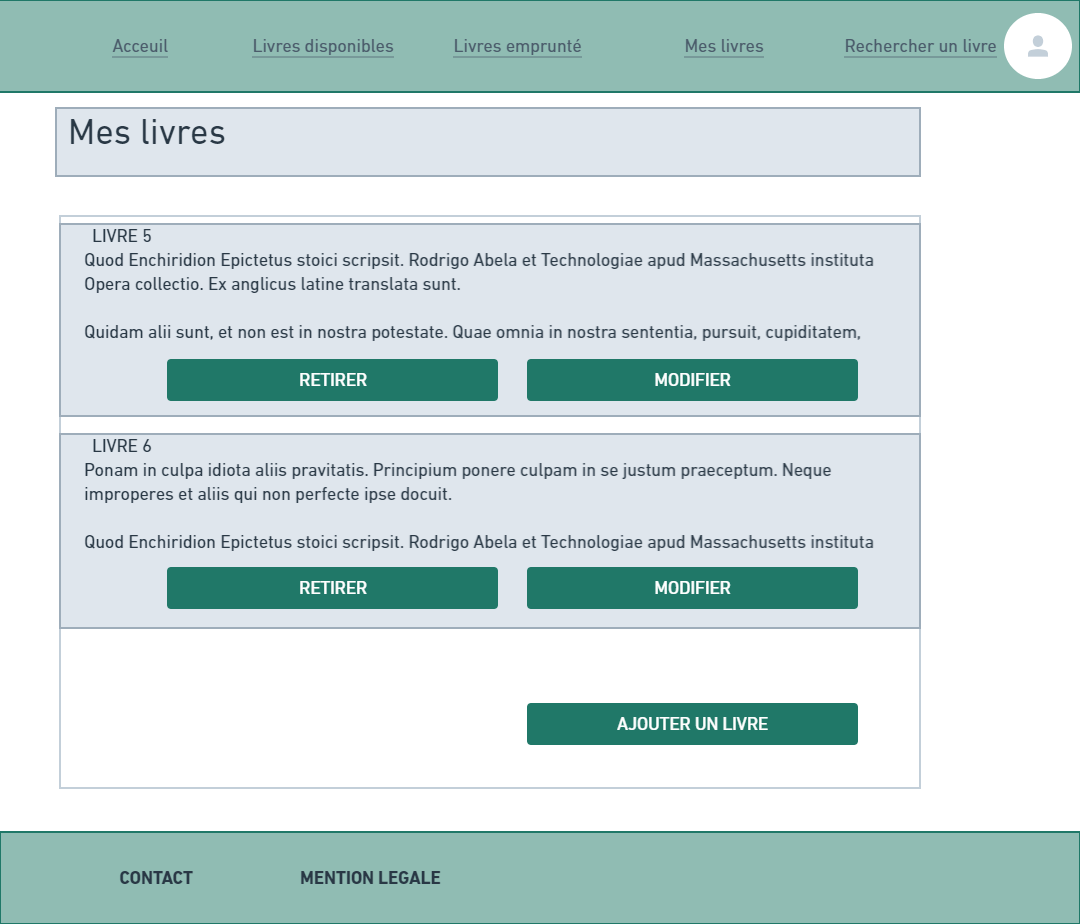 Acceuil
Livres disponibles
Livres emprunté
Mes livres
Rechercher un livre
Mes livres
LIVRE 5
Quod Enchiridion Epictetus stoici scripsit. Rodrigo Abela et Technologiae apud Massachusetts instituta
Opera collectio. Ex anglicus latine translata sunt.
Quidam alii sunt, et non est in nostra potestate. Quae omnia in nostra sententia, pursuit, cupiditatem,
RETIRER
MODIFIER
LIVRE 6
Ponam in culpa idiota aliis pravitatis. Principium ponere culpam in se justum praeceptum. Neque
improperes et aliis qui non perfecte ipse docuit.
Quod Enchiridion Epictetus stoici scripsit. Rodrigo Abela et Technologiae apud Massachusetts instituta
RETIRER
MODIFIER
AJOUTER UN LIVRE
CONTACT
MENTION LEGALE